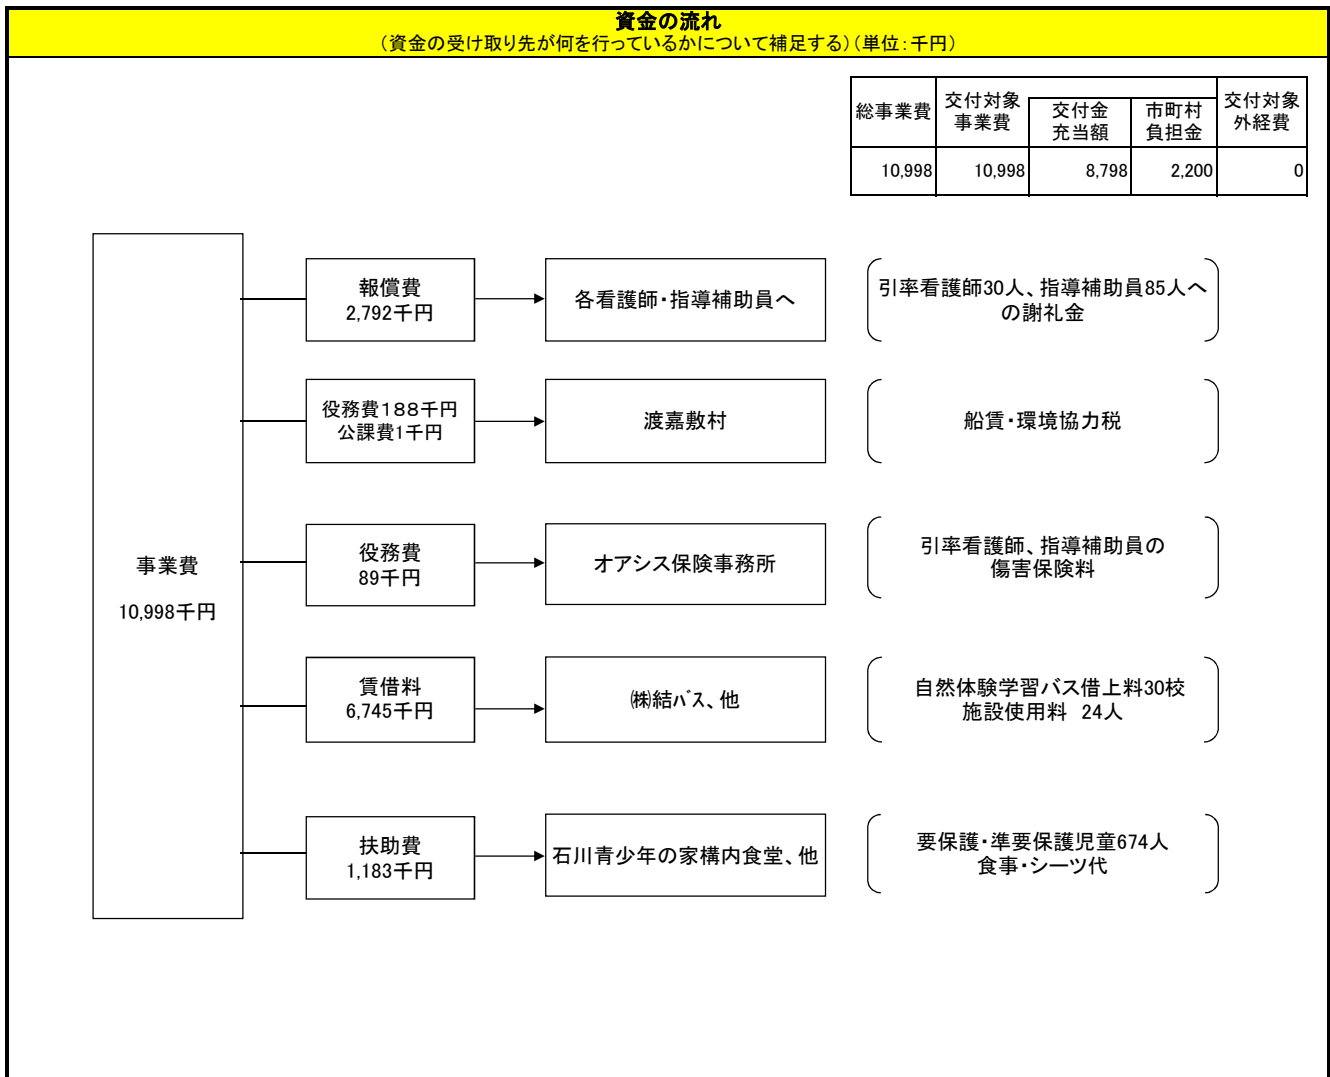 資金の流れ
（資金の受け取り先が何を行っているかについて補足する）（単位：千円）
総事業費
交付対象
事業費
交付金
充当額
市町村
負担金
交付対象
外経費
10,998
10,998
8,798
2,200
0
事業費
10,998千円
報償費
2,792千円
各看護師・指導補助員へ
引率看護師30人、指導補助員85人へ
の謝礼金
役務費１８８千円
公課費1千円
渡嘉敷村
船賃・環境協力税
役務費
89千円
オアシス保険事務所
引率看護師、指導補助員の
傷害保険料
賃借料
6,745千円
㈱結バス、他
自然体験学習バス借上料30校
施設使用料　24人
扶助費
1,183千円
石川青少年の家構内食堂、他
要保護・準要保護児童674人
食事・シーツ代